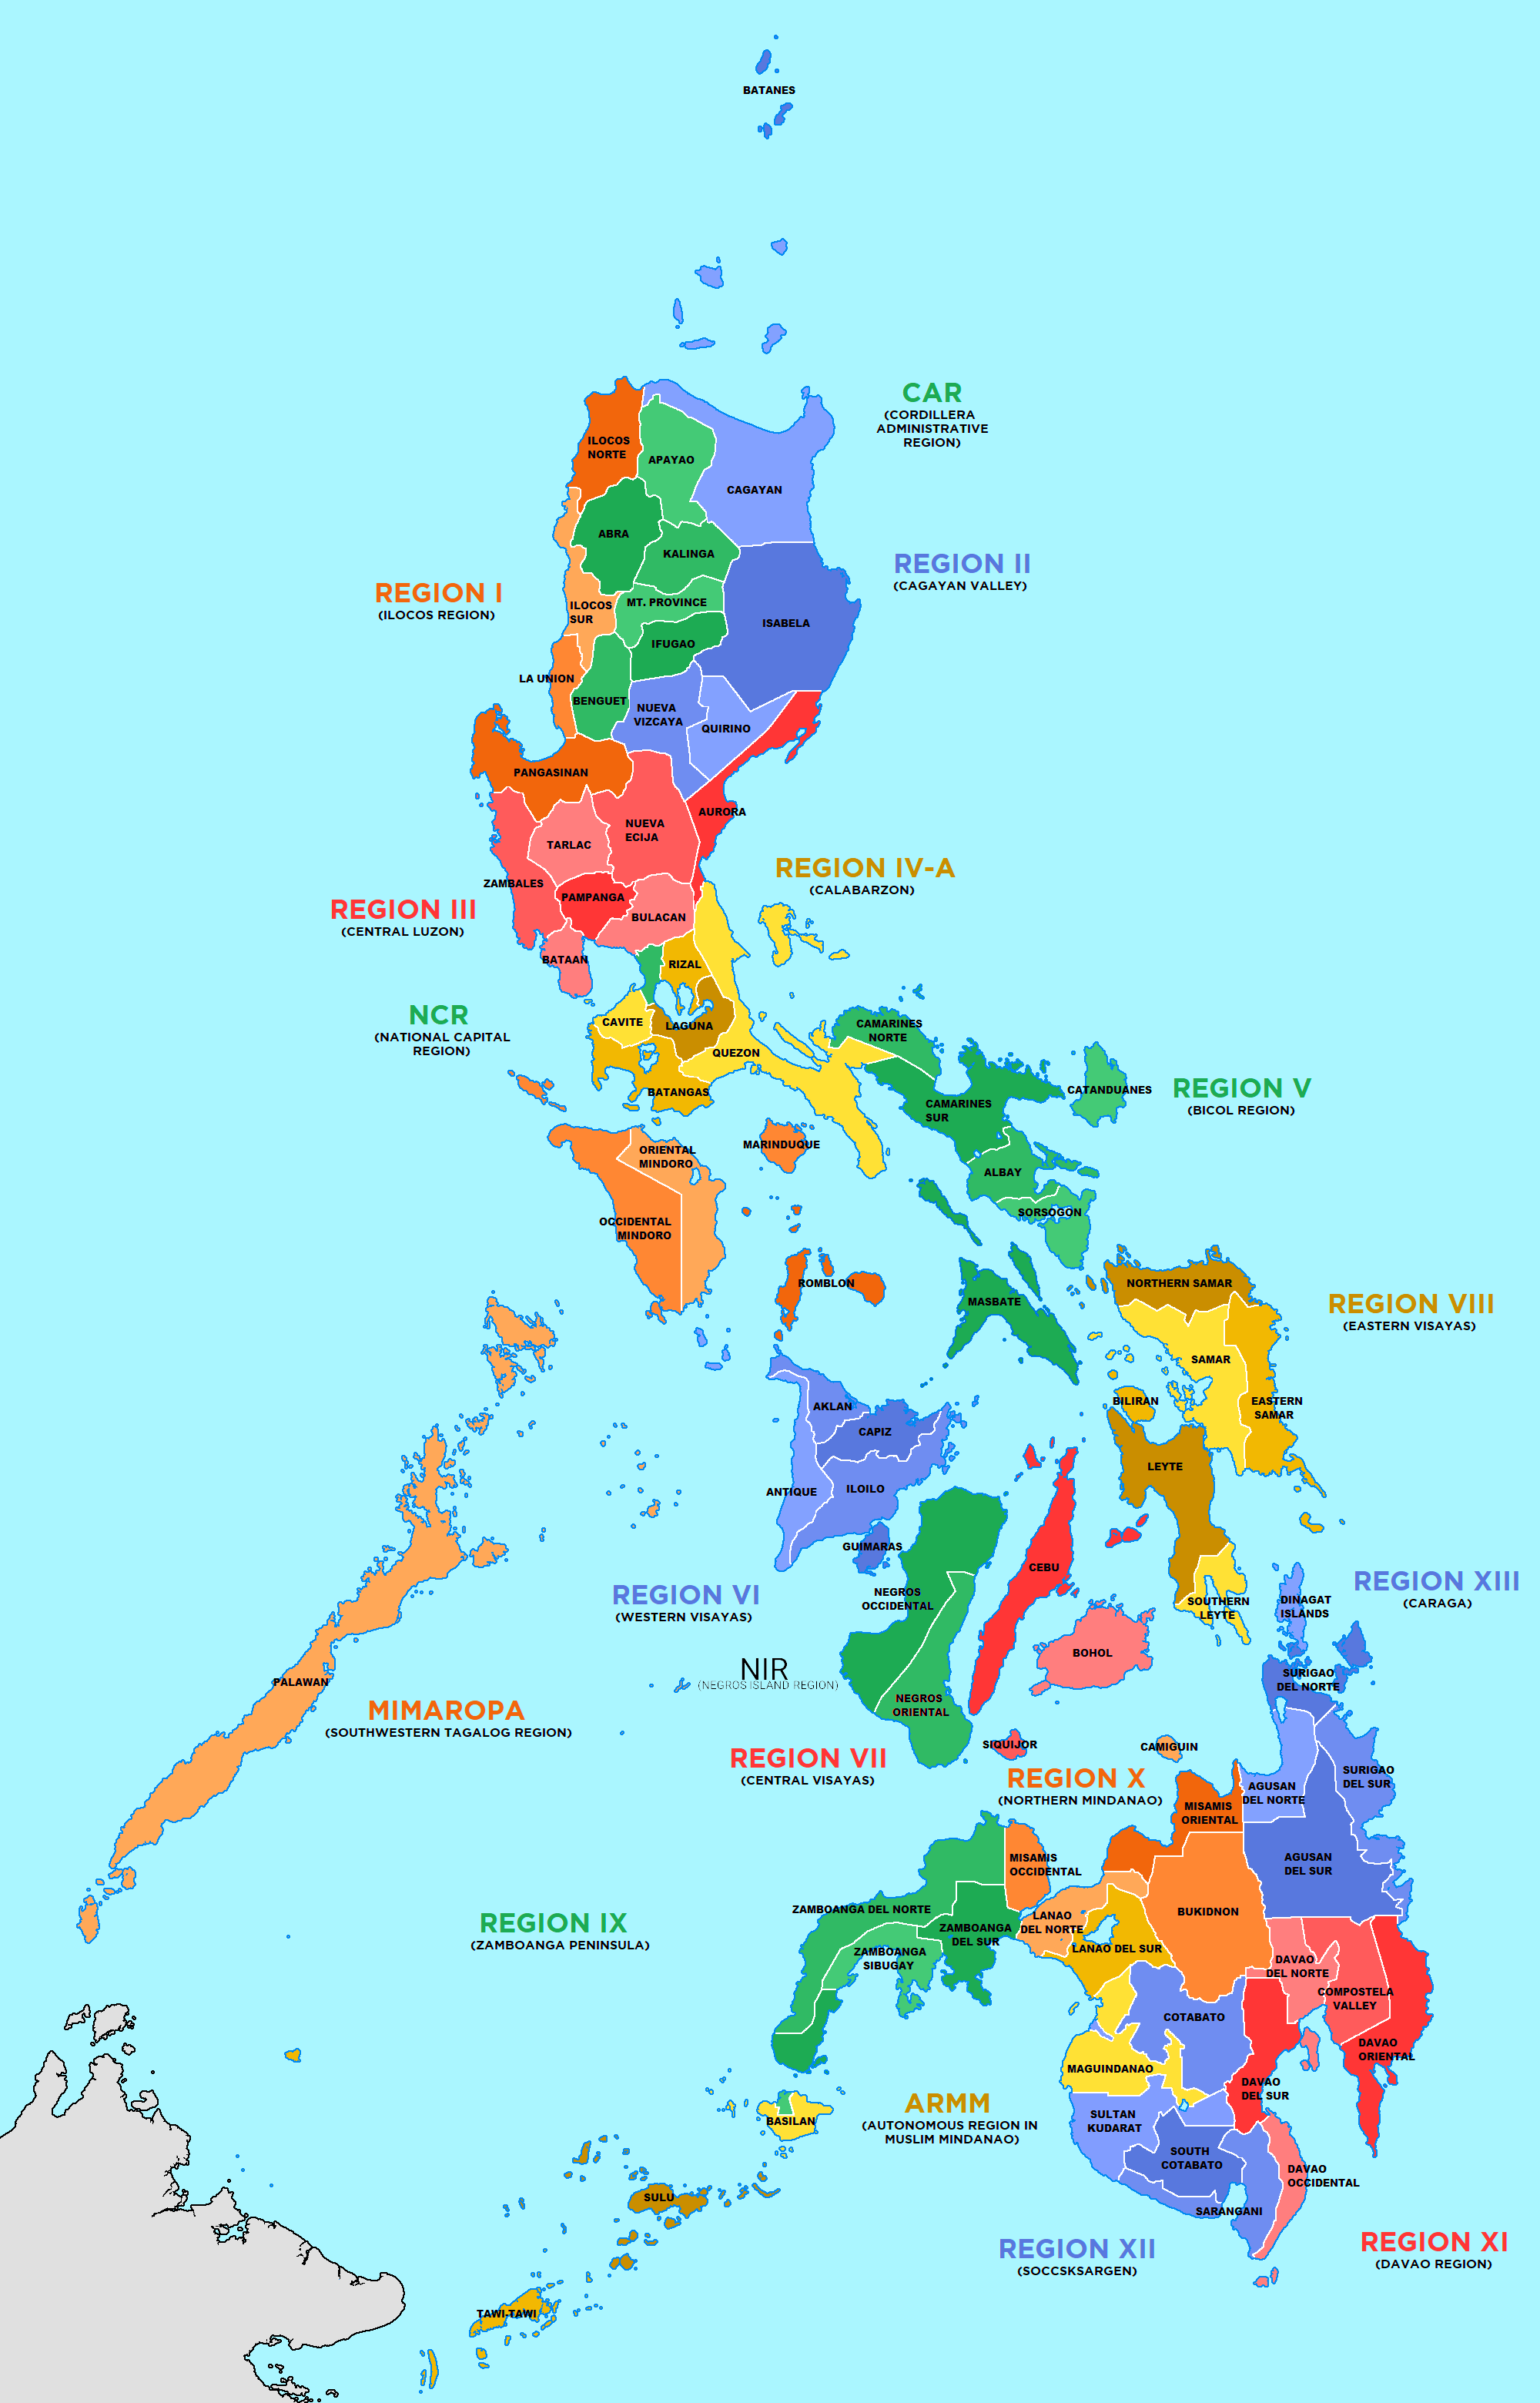 BATANES
CAR
(CORDILLERA
ADMINISTRATIVE
REGION)
ILOCOS
NORTE
APAYAO
CAGAYAN
ABRA
KALINGA
REGION II
(CAGAYAN VALLEY)
REGION I
(ILOCOS REGION)
ILOCOS
SUR
MT. PROVINCE
ISABELA
IFUGAO
LA UNION
BENGUET
NUEVA
VIZCAYA
QUIRINO
PANGASINAN
AURORA
NUEVA
ECIJA
TARLAC
REGION IV-A
(CALABARZON)
ZAMBALES
PAMPANGA
BULACAN
REGION III
(CENTRAL LUZON)
BATAAN
RIZAL
NCR
(NATIONAL CAPITAL
REGION)
CAVITE
LAGUNA
QUEZON
CAMARINES
NORTE
BATANGAS
CATANDUANES
REGION V
(BICOL REGION)
CAMARINES
SUR
MARINDUQUE
ORIENTAL
MINDORO
ALBAY
SORSOGON
OCCIDENTAL
MINDORO
ROMBLON
MASBATE
NORTHERN SAMAR
REGION VIII
(EASTERN VISAYAS)
SAMAR
BILIRAN
EASTERN
SAMAR
AKLAN
CAPIZ
LEYTE
ANTIQUE
ILOILO
GUIMARAS
CEBU
REGION VI
(WESTERN VISAYAS)
NEGROS
OCCIDENTAL
SOUTHERN
LEYTE
DINAGAT
ISLANDS
REGION XIII
(CARAGA)
BOHOL
NIR
(NEGROS ISLAND REGION)
SURIGAO
DEL NORTE
PALAWAN
MIMAROPA
(SOUTHWESTERN TAGALOG REGION)
NEGROS
ORIENTAL
SIQUIJOR
CAMIGUIN
REGION VII
(CENTRAL VISAYAS)
REGION X
(NORTHERN MINDANAO)
SURIGAO
DEL SUR
AGUSAN
DEL NORTE
MISAMIS
ORIENTAL
MISAMIS
OCCIDENTAL
AGUSAN
DEL SUR
ZAMBOANGA DEL NORTE
BUKIDNON
LANAO
DEL NORTE
REGION IX
(ZAMBOANGA PENINSULA)
ZAMBOANGA
DEL SUR
ZAMBOANGA
SIBUGAY
LANAO DEL SUR
DAVAO
DEL NORTE
COMPOSTELA
VALLEY
COTABATO
DAVAO
ORIENTAL
MAGUINDANAO
DAVAO
DEL SUR
ARMM
(AUTONOMOUS REGION IN
MUSLIM MINDANAO)
BASILAN
SULTAN
KUDARAT
SOUTH
COTABATO
DAVAO
OCCIDENTAL
SULU
SARANGANI
REGION XII
(SOCCSKSARGEN)
REGION XI
(DAVAO REGION)
TAWI-TAWI